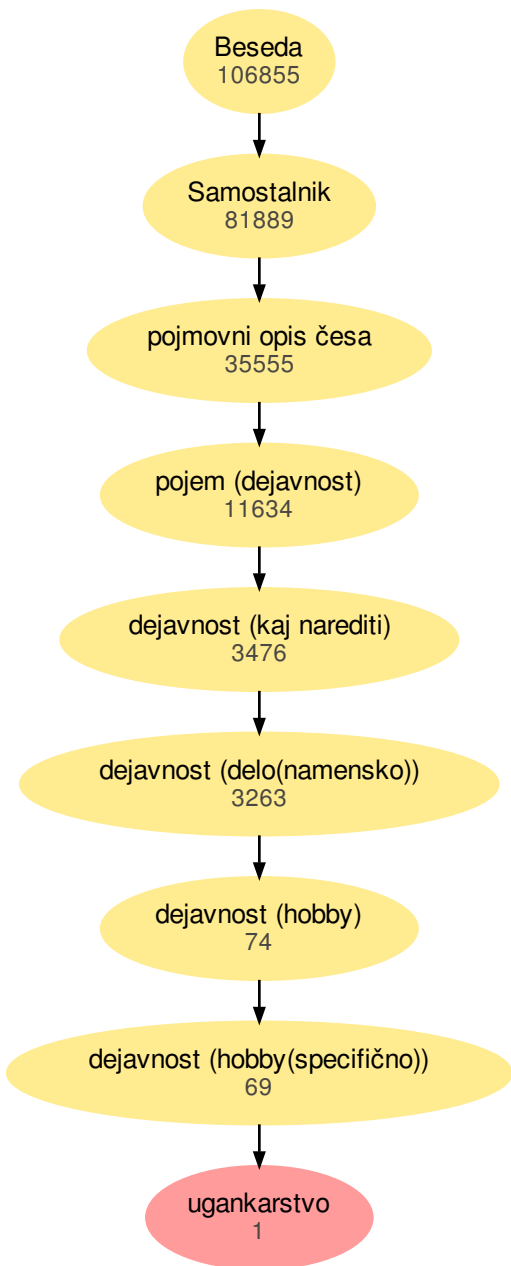 Beseda
106855
Samostalnik
81889
pojmovni opis česa
35555
pojem (dejavnost)
11634
dejavnost (kaj narediti)
3476
dejavnost (delo(namensko))
3263
dejavnost (hobby)
74
dejavnost (hobby(specifično))
69
ugankarstvo
1